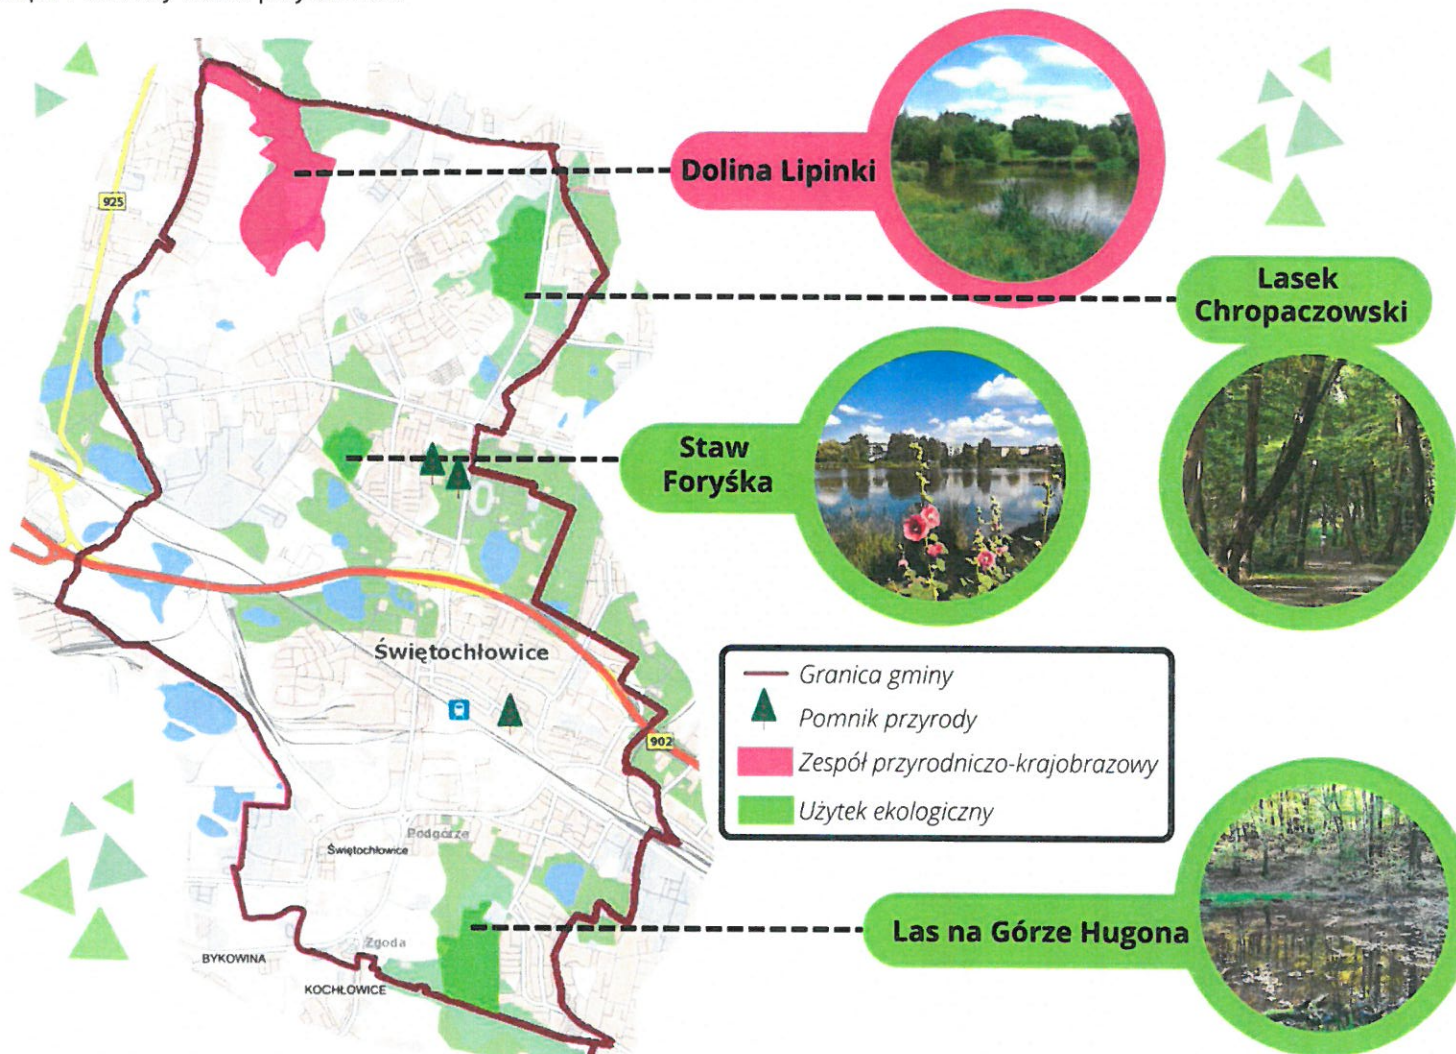 925
Dolina Lipinki
Lasek
Chropaczowski
Staw
Foryśka
Świętochłowice
902
Granica gminy
Pomnik przyrody
Zespół przyrodniczo-krajobrazowy
Użytek ekologiczny
Podgórze
Świętochłowice
Las na Górze Hugona
Zgoda
BYKOWINA
KOCHŁOWICE